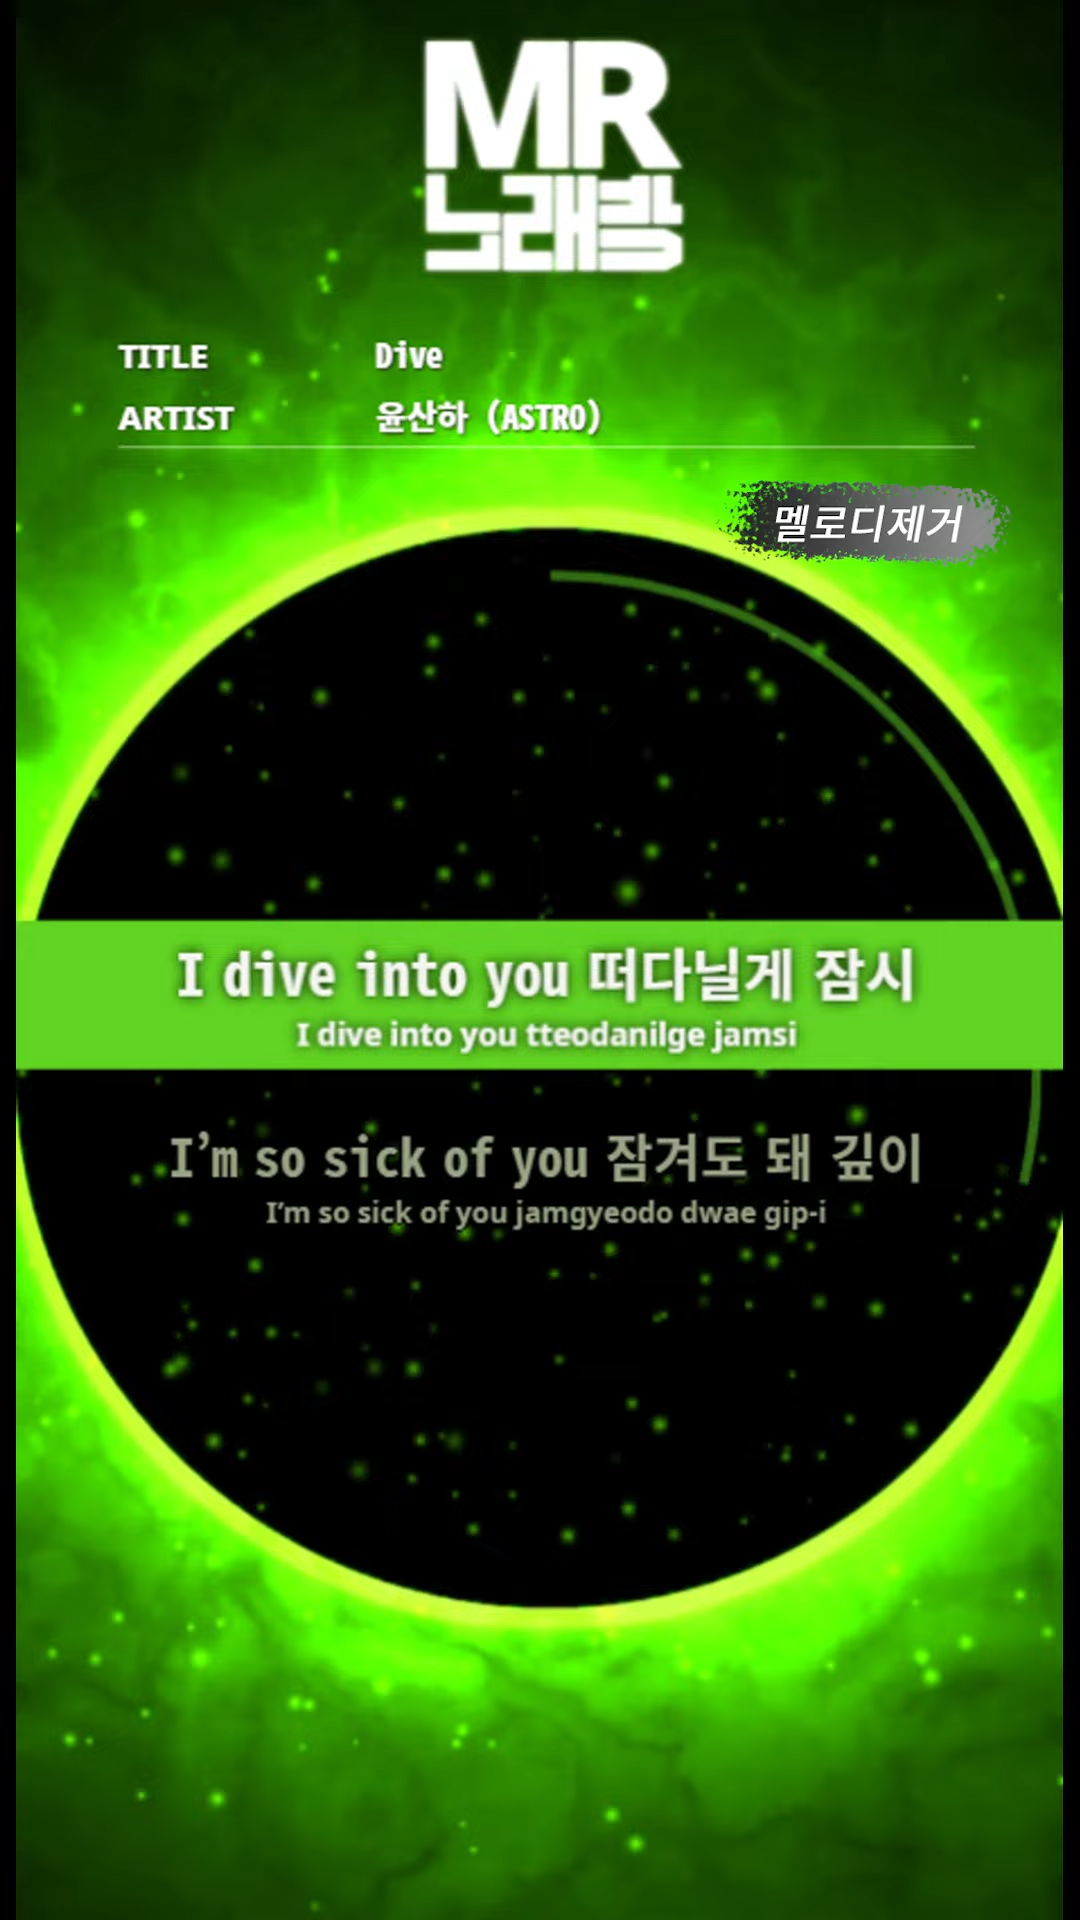 MR
노래방
TITLE Dive
ARTIST 윤산하 (ASTRO)
멜로디제거
I dive into you 떠다닐게 잠시
I dive into you tteodanilge jamsi
I’m so sick of you 잠겨도 돼 깊이
I’m so sick of you jamgyeodo dwae gip-i